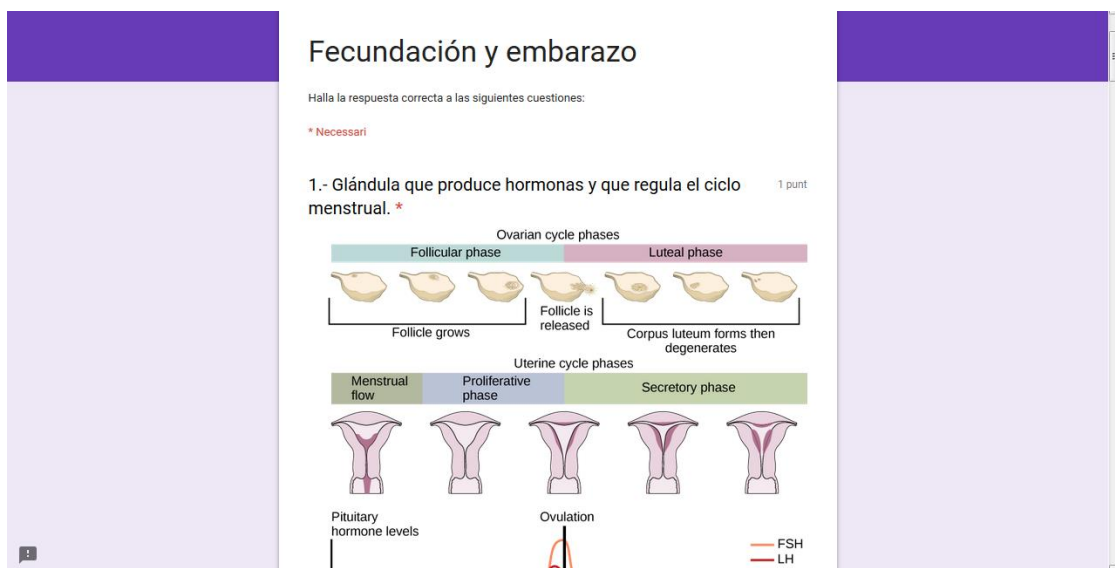 Fecundación y embarazo
Halla la respuesta correcta a las siguientes cuestiones:
* Necessari
1.- Glándula que produce hormonas y que regula el ciclo 1 punt
menstrual. *
Ovarian cycle phases
Follicular phase Luteal phase
Follicle grows
Follicle is
released
Corpus luteum forms then
degenerates
Uterine cycle phases
Menstrual
flow
Proliferative
phase
Secretory phase
Pituitary
hormone levels
Ovulation
FSH
LH